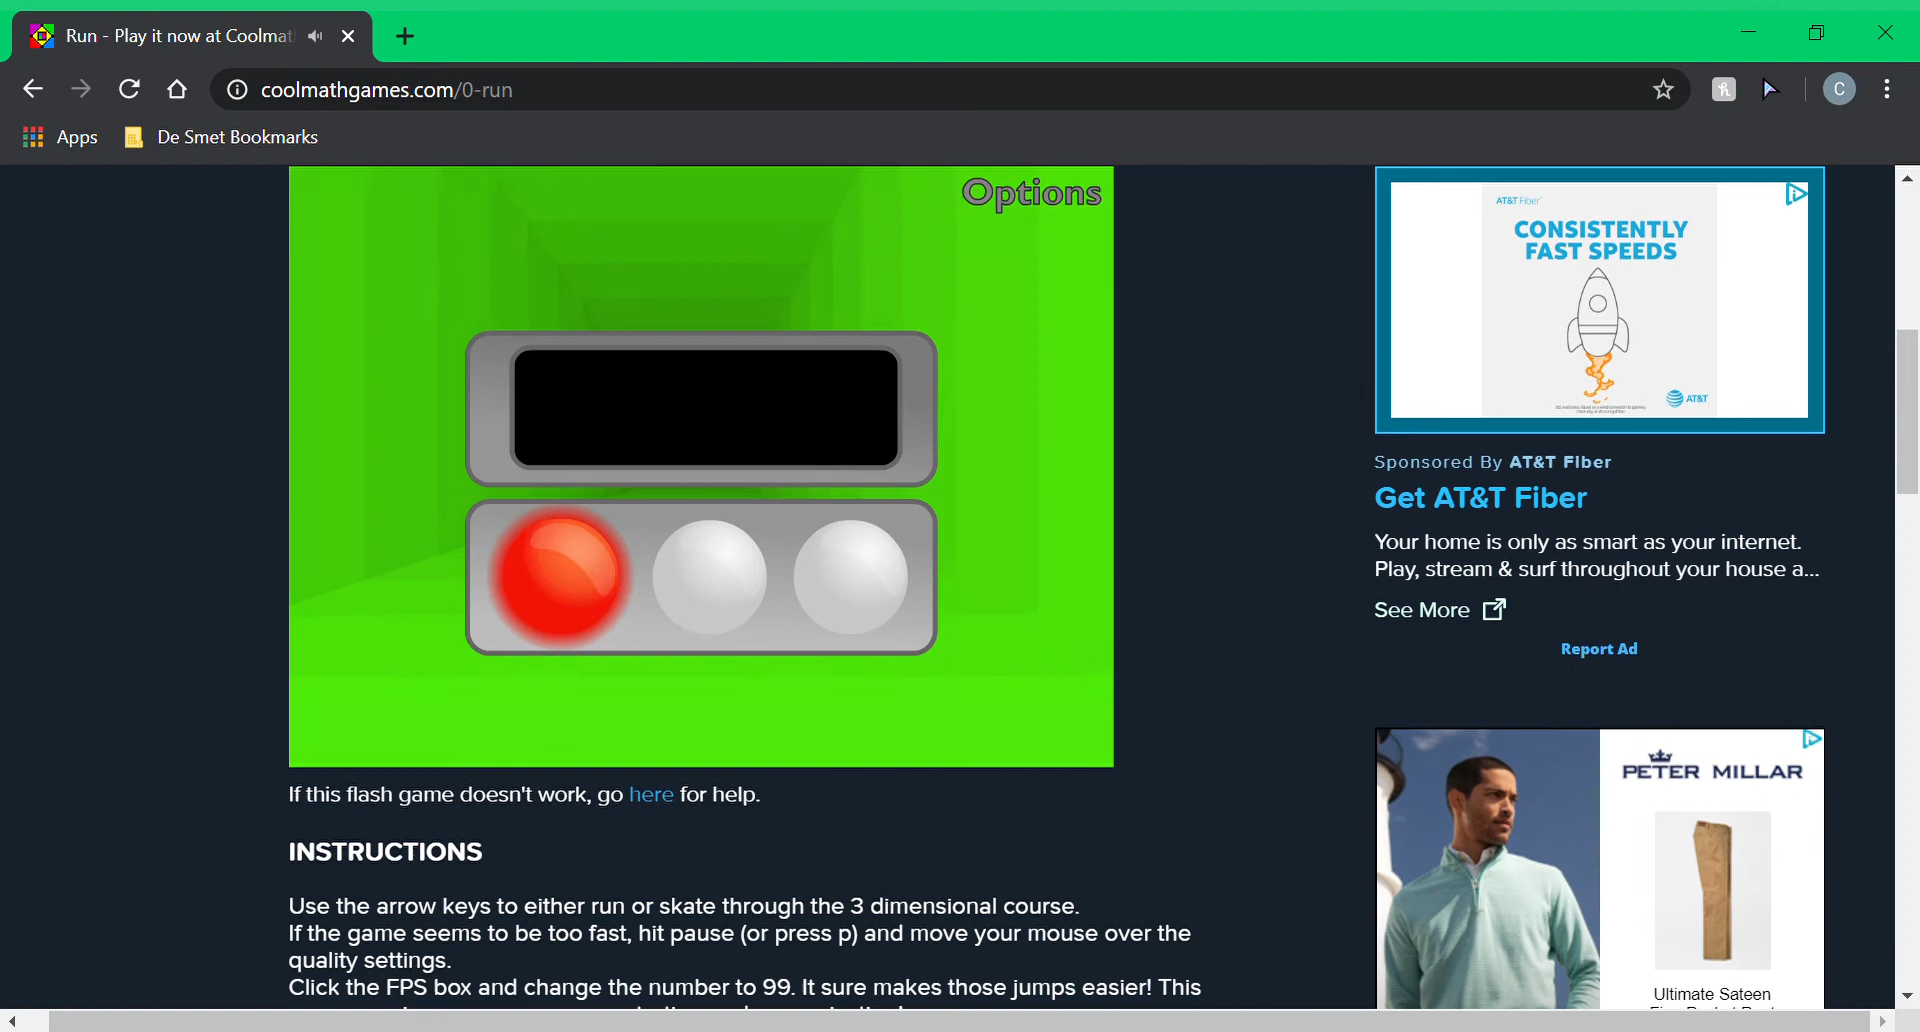 Run - Play it now at Coolmat
coolmathgames.com/0-run
C
Apps
De Smet Bookmarks
Options
If this flash game doesn't work, go here for help.
INSTRUCTIONS
Use the arrow keys to either run or skate through the 3 dimensional course.
If the game seems to be too fast, hit pause (or press p) and move your mouse over the
quality settings.
Click the FPS box and change the number to 99. It sure makes those jumps easier! This
AT&T Fiber
CONSISTENTLY
FAST SPEEDS
AT&T
Sponsored By AT&T Fiber
Get AT&T Fiber
Your home is only as smart as your internet.
Play, stream & surf throughout your house a...
See More
Report Ad
PETER MILLAR
Ultimate Sateen